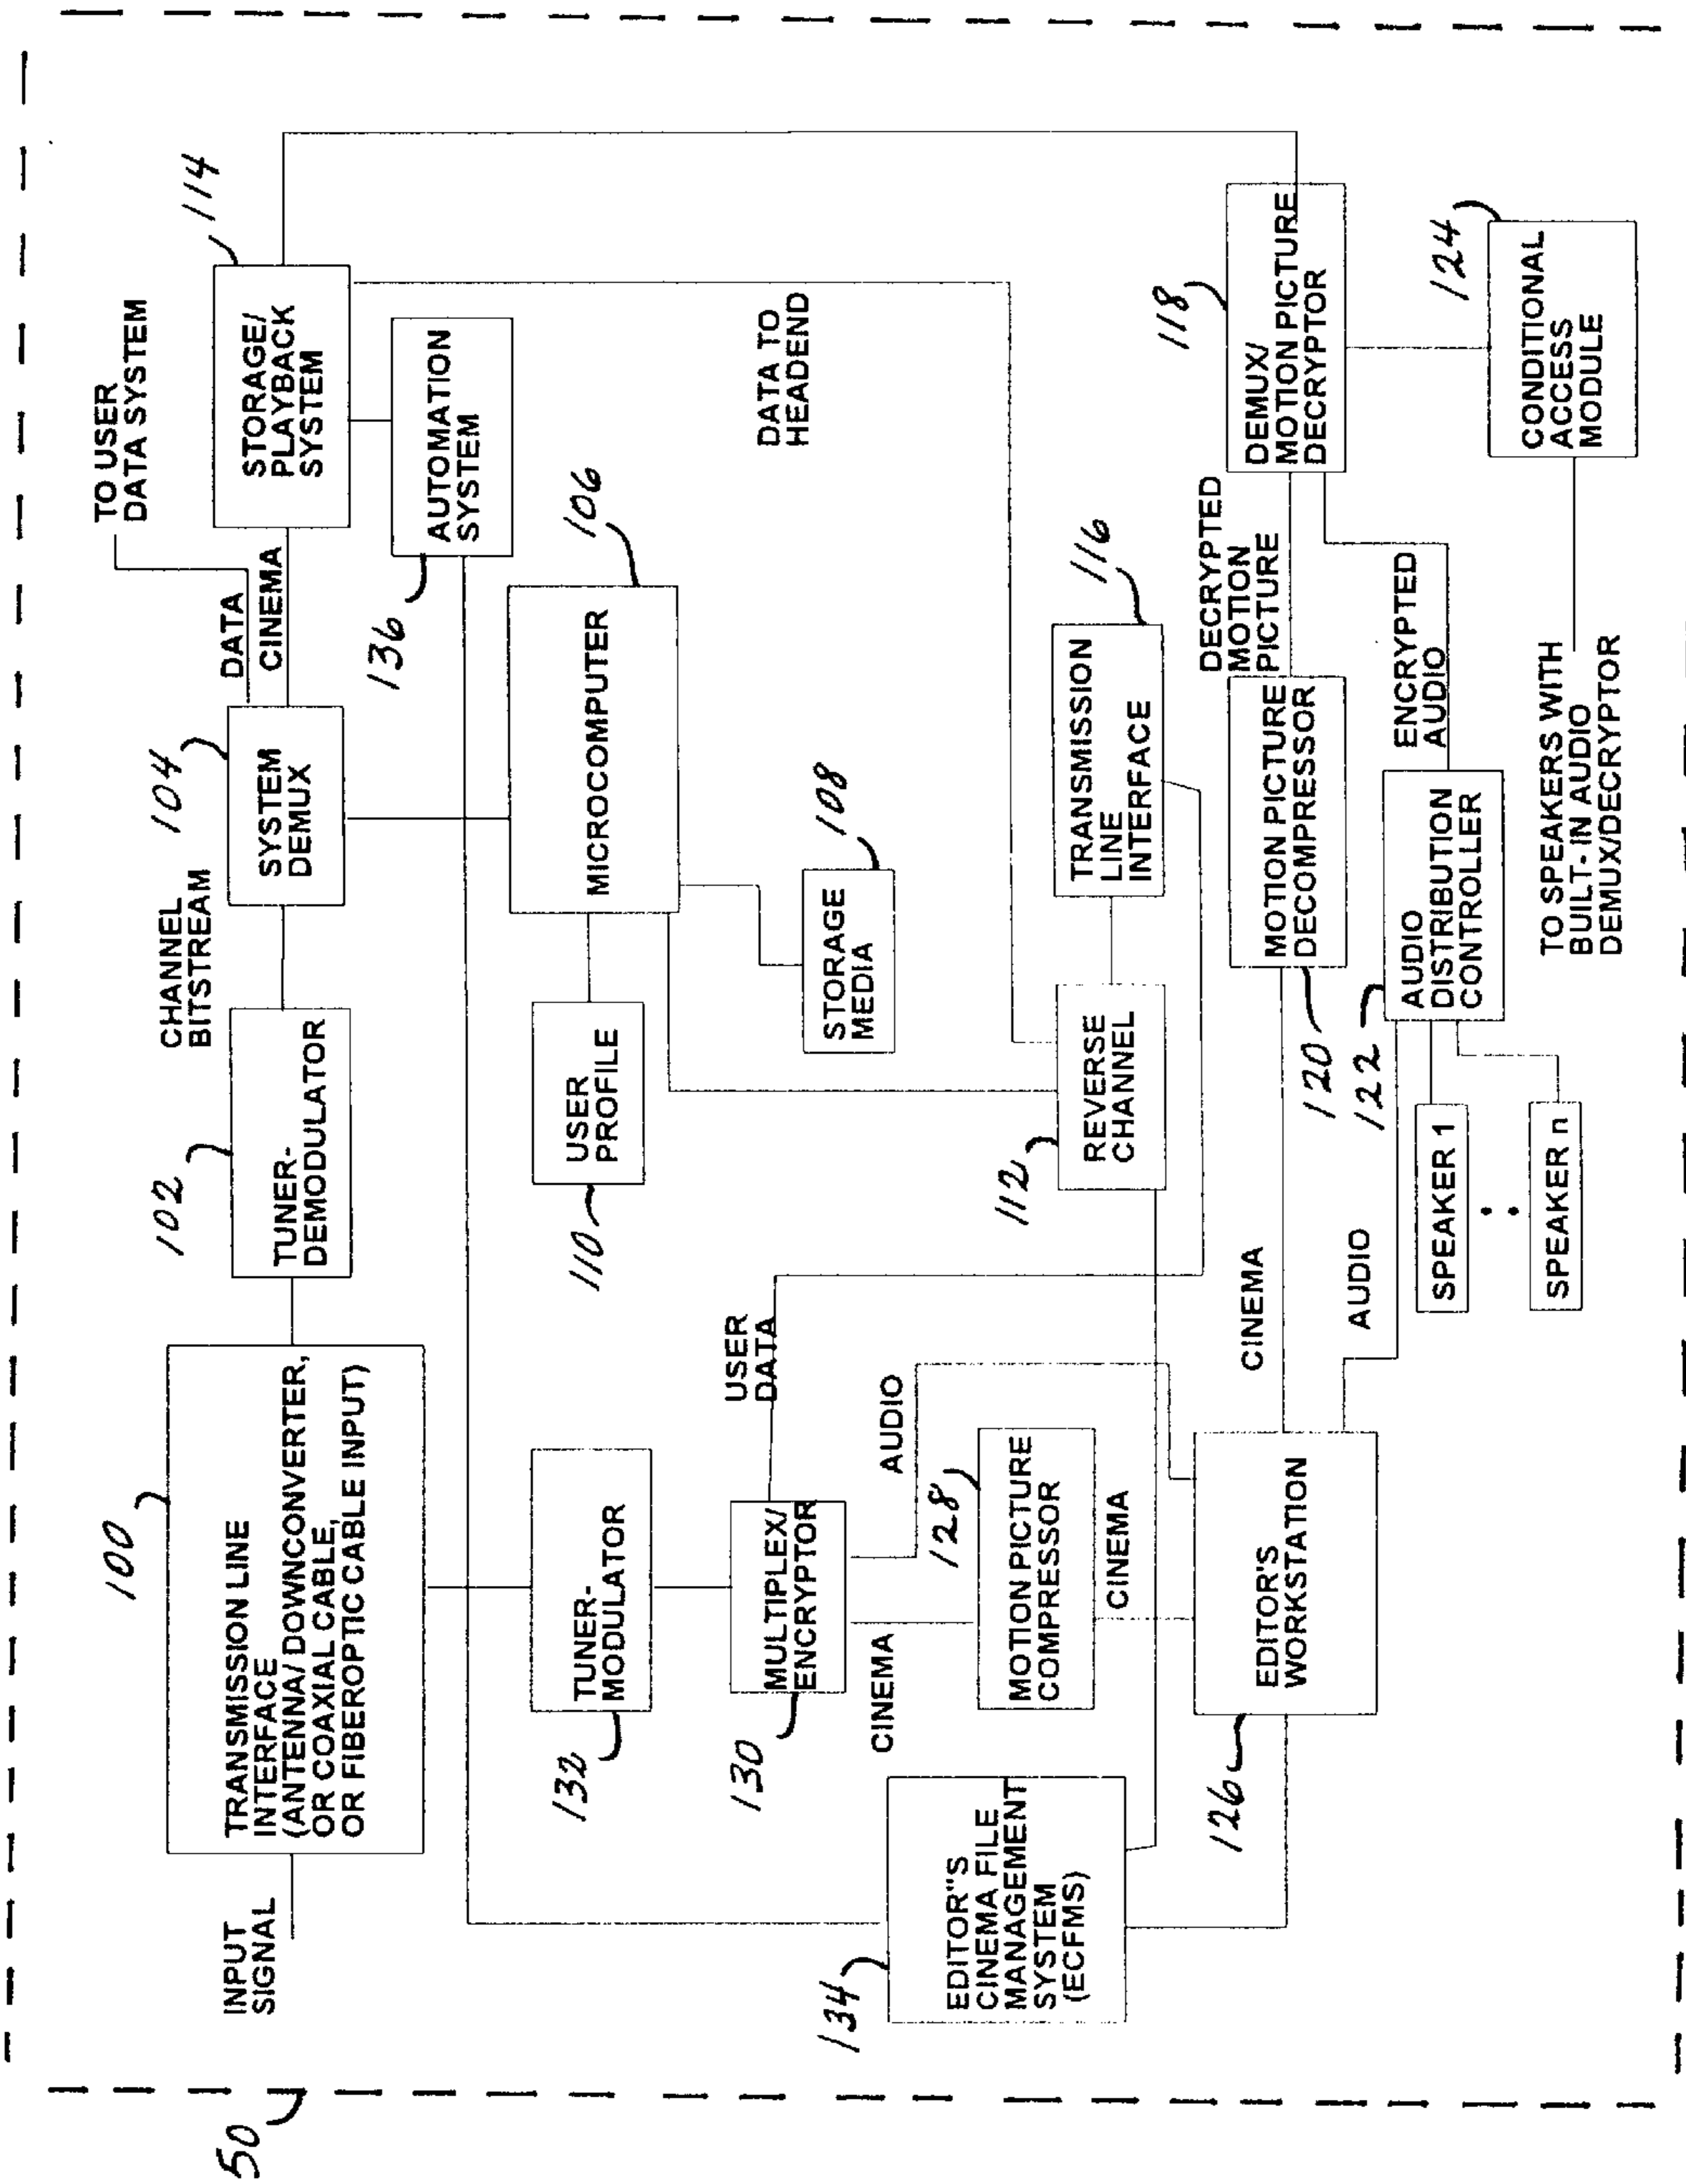 50
INPUT
SIGNAL
100
TRANSMISSION LINE
INTERFACE
(ANTENNA/ DOWNCONVERTER,
OR COAXIAL CABLE,
OR FIBEROPTIC CABLE INPUT)
102
TUNER-
DEMODULATOR
CHANNEL
BITSTREAM
104
SYSTEM
DEMUX
DATA
CINEMA
TO USER
DATA SYSTEM
114
STORAGE/
PLAYBACK
SYSTEM
136
AUTOMATION
SYSTEM
106
MICROCOMPUTER
110
USER
PROFILE
108
STORAGE
MEDIA
DATA TO
HEADEND
132
TUNER-
MODULATOR
130
MULTIPLEX/
ENCRYPTOR
USER
DATA
CINEMA
AUDIO
128
MOTION PICTURE
COMPRESSOR
CINEMA
134
EDITOR"S
CINEMA FILE
MANAGEMENT
SYSTEM
(ECFMS)
126
EDITOR'S
WORKSTATION
112
REVERSE
CHANNEL
116
TRANSMISSION
LINE
INTERFACE
118
DEMUX/
MOTION PICTURE
DECRYPTOR
DECRYPTED
MOTION
PICTURE
120
MOTION PICTURE
DECOMPRESSOR
CINEMA
ENCRYPTED
AUDIO
122
AUDIO
DISTRIBUTION
CONTROLLER
AUDIO
SPEAKER 1
SPEAKER n
124
CONDITIONAL
ACCESS
MODULE
TO SPEAKERS WITH
BUILT- IN AUDIO
DEMUX/DECRYPTOR